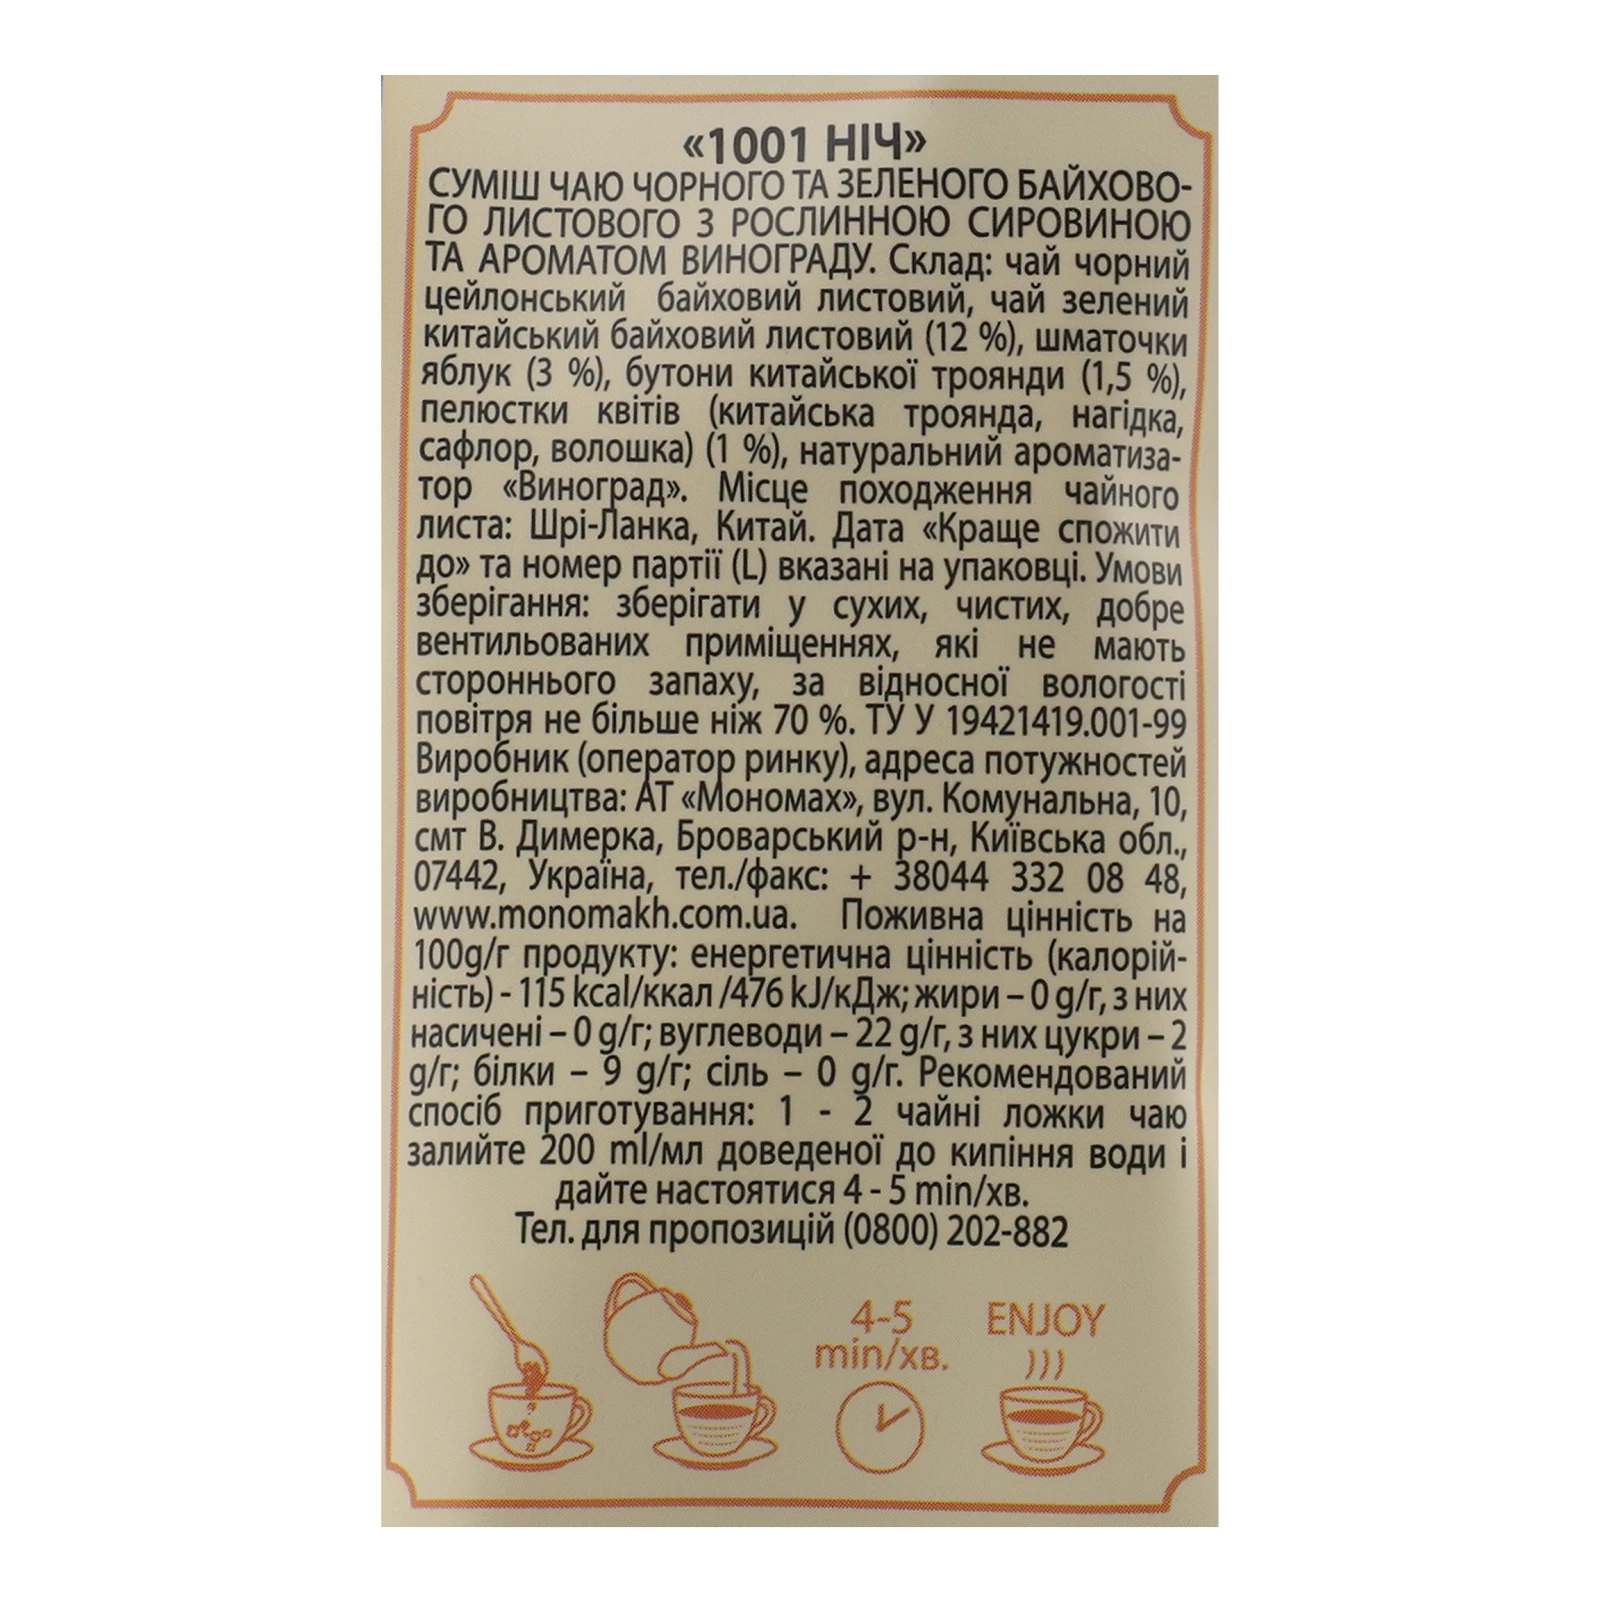 «1001 НІЧ»
СУМІШ ЧАЮ ЧОРНОГО ТА ЗЕЛЕНОГО БАЙХОВО-
ГО ЛИСТОВОГО З РОСЛИННОЮ СИРОВИНОЮ
ТА АРОМАТОМ ВИНОГРАДУ. Склад: чай чорний
цейлонський байховий листовий, чай зелений
китайський байховий листовий (12 %), шматочки
яблук (3 %), бутони китайської троянди (1,5 %),
пелюстки квітів (китайська троянда, нагідка,
сафлор, волошка) (1 %), натуральний ароматиза-
тор «Виноград». Місце походження чайного
листа: Шрі-Ланка, Китай. Дата «Краще спожити
до» та номер партії (L) вказані на упаковці. Умови
зберігання: зберігати у сухих, чистих, добре
вентильованих приміщеннях, які не мають
стороннього запаху, за відносної вологості
повітря не більше ніж 70 %. ТУ У 19421419.001-99
Виробник (оператор ринку), адреса потужностей
виробництва: АТ «Мономах», вул. Комунальна, 10,
смт В. Димерка, Броварський р-н, Київська обл.,
07442, Україна, тел./факс: + 38044 332 08 48,
www.monomakh.com.ua. Поживна цінність на
100g/г продукту: енергетична цінність (калорій-
ність) - 115 kcal/ккал /476 kJ/кДж; жири – 0 g/г, з них
насичені – 0 g/г; вуглеводи – 22 g/г, з них цукри – 2
g/г; білки – 9 g/г; сіль – 0 g/г. Рекомендований
спосіб приготування: 1 - 2 чайні ложки чаю
залийте 200 ml/мл доведеної до кипіння води і
дайте настоятися 4 - 5 min/хв.
Тел. для пропозицій (0800) 202-882
4-5
min/хв.
ENJOY